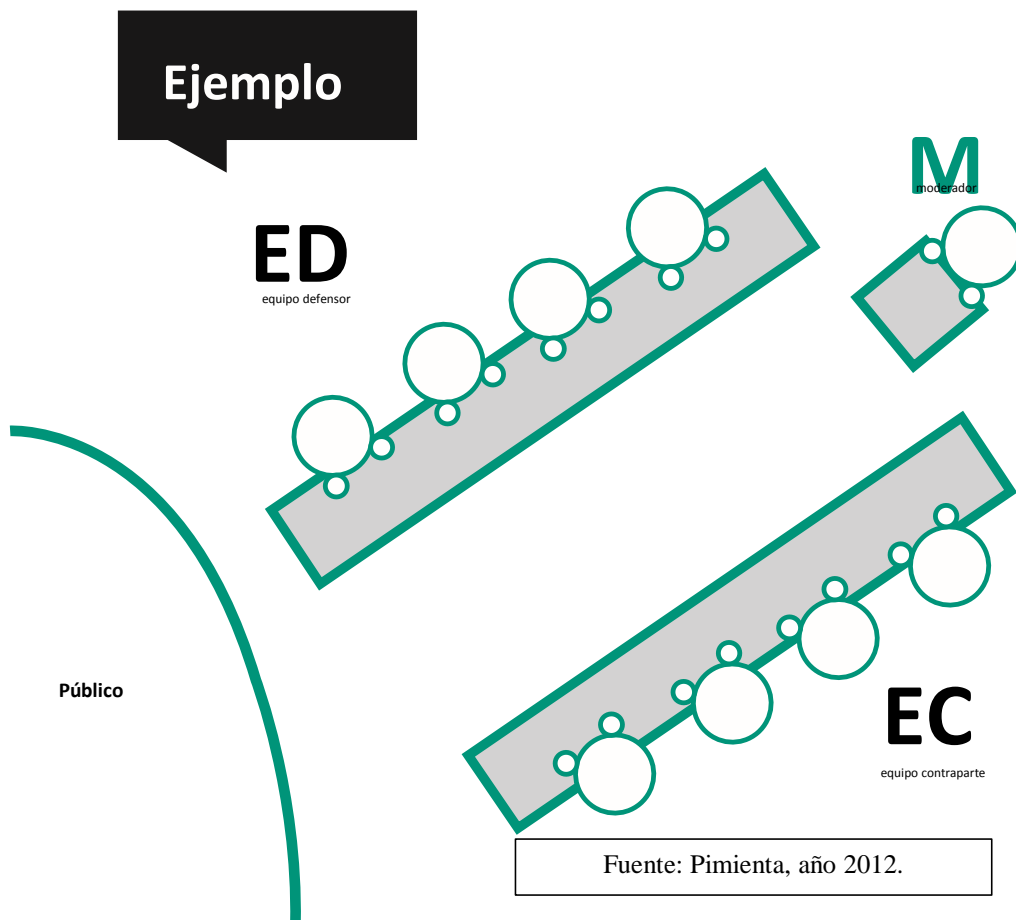 Ejemplo
M
moderador
ED
equipo defensor
Público
EC
equipo contraparte
Fuente: Pimienta, año 2012.